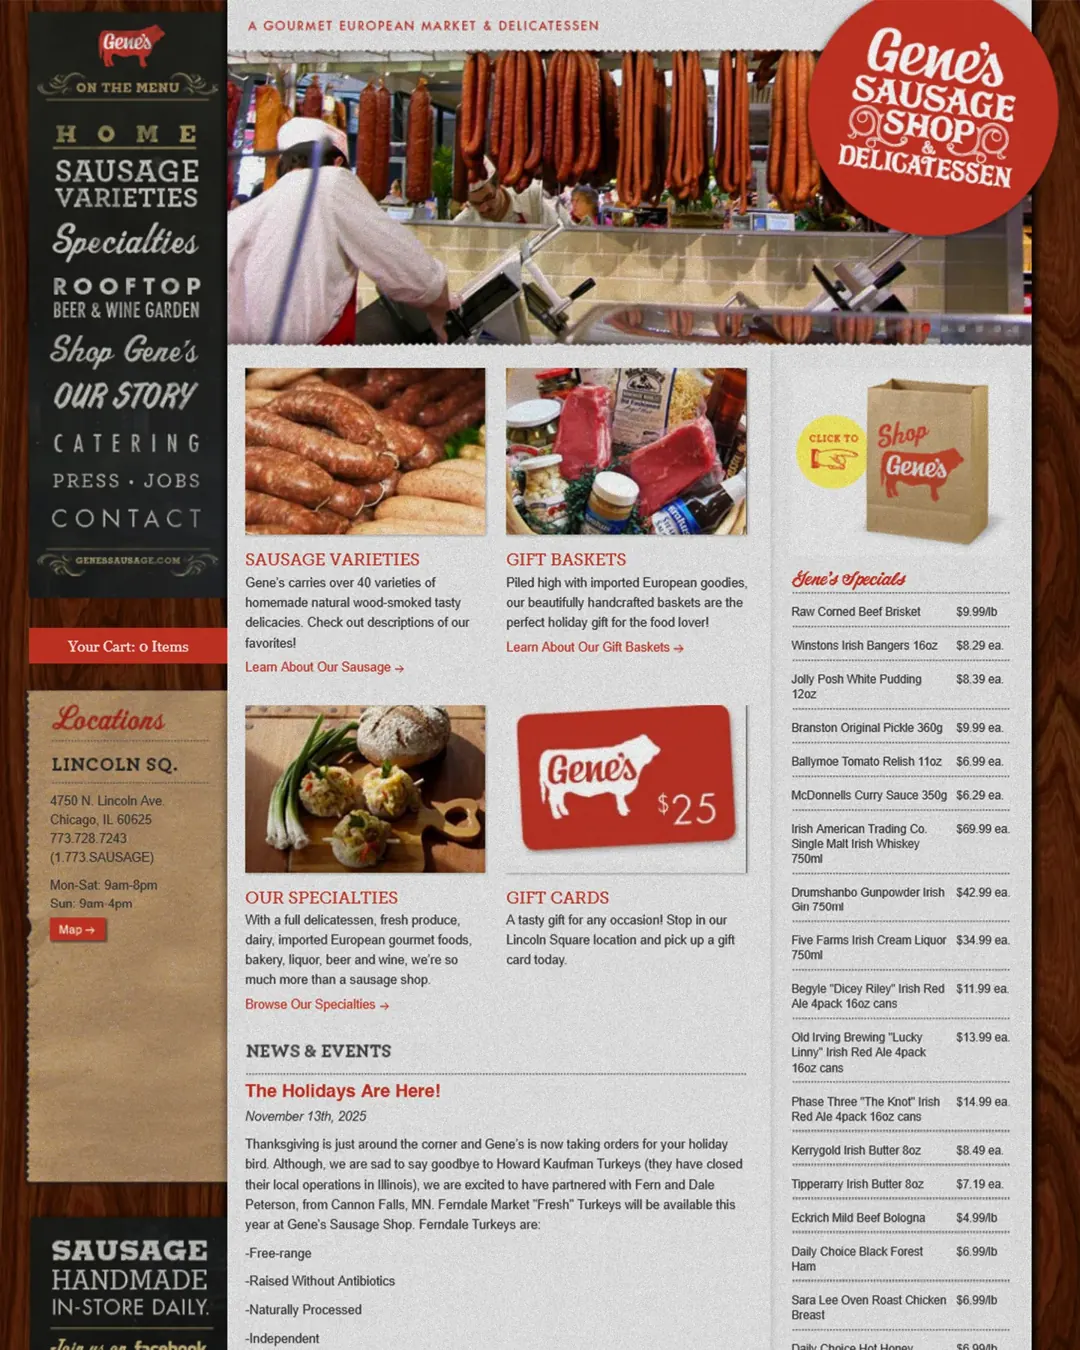 Gene's
ON THE MENU
HOME
SAUSAGE
VARIETIES
Specialties
ROOFTOP
BEER & WINE GARDEN
Shop Gene's
OUR STORY
CATERING
PRESS • JOBS
CONTACT
GENESSAUSAGE.COM
Your Cart: 0 Items
Locations
LINCOLN SQ.
4750 N. Lincoln Ave.
Chicago, IL 60625
773.728.7243
(1.773.SAUSAGE)
Mon-Sat: 9am-8pm
Sun: 9am-4pm
Map →
SAUSAGE
HANDMADE
IN-STORE DAILY.
Join us on facebook
A GOURMET EUROPEAN MARKET & DELICATESSEN
Gene's
SAUSAGE
SHOP
&
DELICATESSEN
SAUSAGE VARIETIES
Gene's carries over 40 varieties of
homemade natural wood-smoked tasty
delicacies. Check out descriptions of our
favorites!
Learn About Our Sausage →
GIFT BASKETS
Piled high with imported European goodies,
our beautifully handcrafted baskets are the
perfect holiday gift for the food lover!
Learn About Our Gift Baskets →
OUR SPECIALTIES
With a full delicatessen, fresh produce,
dairy, imported European gourmet foods,
bakery, liquor, beer and wine, we're so
much more than a sausage shop.
Browse Our Specialties →
Gene's
$25
GIFT CARDS
A tasty gift for any occasion! Stop in our
Lincoln Square location and pick up a gift
card today.
NEWS & EVENTS
The Holidays Are Here!
November 13th, 2025
Thanksgiving is just around the corner and Gene's is now taking orders for your holiday
bird. Although, we are sad to say goodbye to Howard Kaufman Turkeys (they have closed
their local operations in Illinois), we are excited to have partnered with Fern and Dale
Peterson, from Cannon Falls, MN. Ferndale Market "Fresh" Turkeys will be available this
year at Gene's Sausage Shop. Ferndale Turkeys are:
-Free-range
-Raised Without Antibiotics
-Naturally Processed
-Independent
CLICK TO
Shop
Gene's
Gene's Specials
Raw Corned Beef Brisket $9.99/lb
Winstons Irish Bangers 16oz $8.29 ea.
Jolly Posh White Pudding $8.39 ea.
12oz
Branston Original Pickle 360g $9.99 ea.
Ballymoe Tomato Relish 11oz $6.99 ea.
McDonnells Curry Sauce 350g $6.29 ea.
Irish American Trading Co. $69.99 ea.
Single Malt Irish Whiskey
750ml
Drumshanbo Gunpowder Irish $42.99 ea.
Gin 750ml
Five Farms Irish Cream Liquor $34.99 ea.
750ml
Begyle "Dicey Riley" Irish Red $11.99 ea.
Ale 4pack 16oz cans
Old Irving Brewing "Lucky $13.99 ea.
Linny" Irish Red Ale 4pack
16oz cans
Phase Three "The Knot" Irish $14.99 ea.
Red Ale 4pack 16oz cans
Kerrygold Irish Butter 8oz $8.49 ea.
Tipperarry Irish Butter 8oz $7.19 ea.
Eckrich Mild Beef Bologna $4.99/lb
Daily Choice Black Forest $6.99/lb
Ham
Sara Lee Oven Roast Chicken $6.99/lb
Breast
Daily Choice Hot Honey $6.99/lb